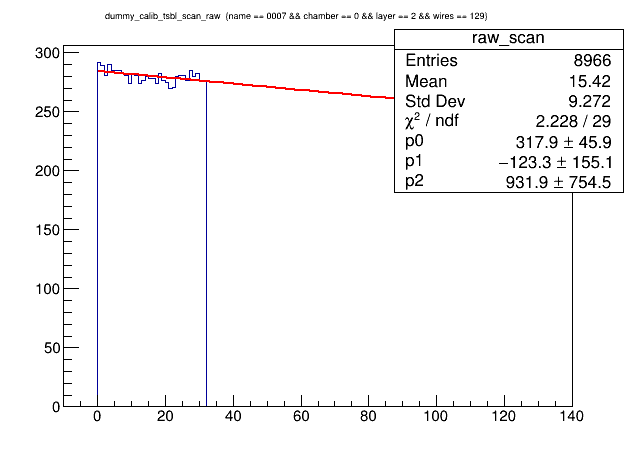 dummy_calib_tsbl_scan_raw (name == 0007 && chamber == 0 && layer == 2 && wires == 129)
raw_scan
Entries 8966
Mean 15.42
Std Dev 9.272
χ² / ndf 2.228 / 29
p0 317.9 ± 45.9
p1 −123.3 ± 155.1
p2 931.9 ± 754.5
300
250
200
150
100
50
0
0 20 40 60 80 100 120 140